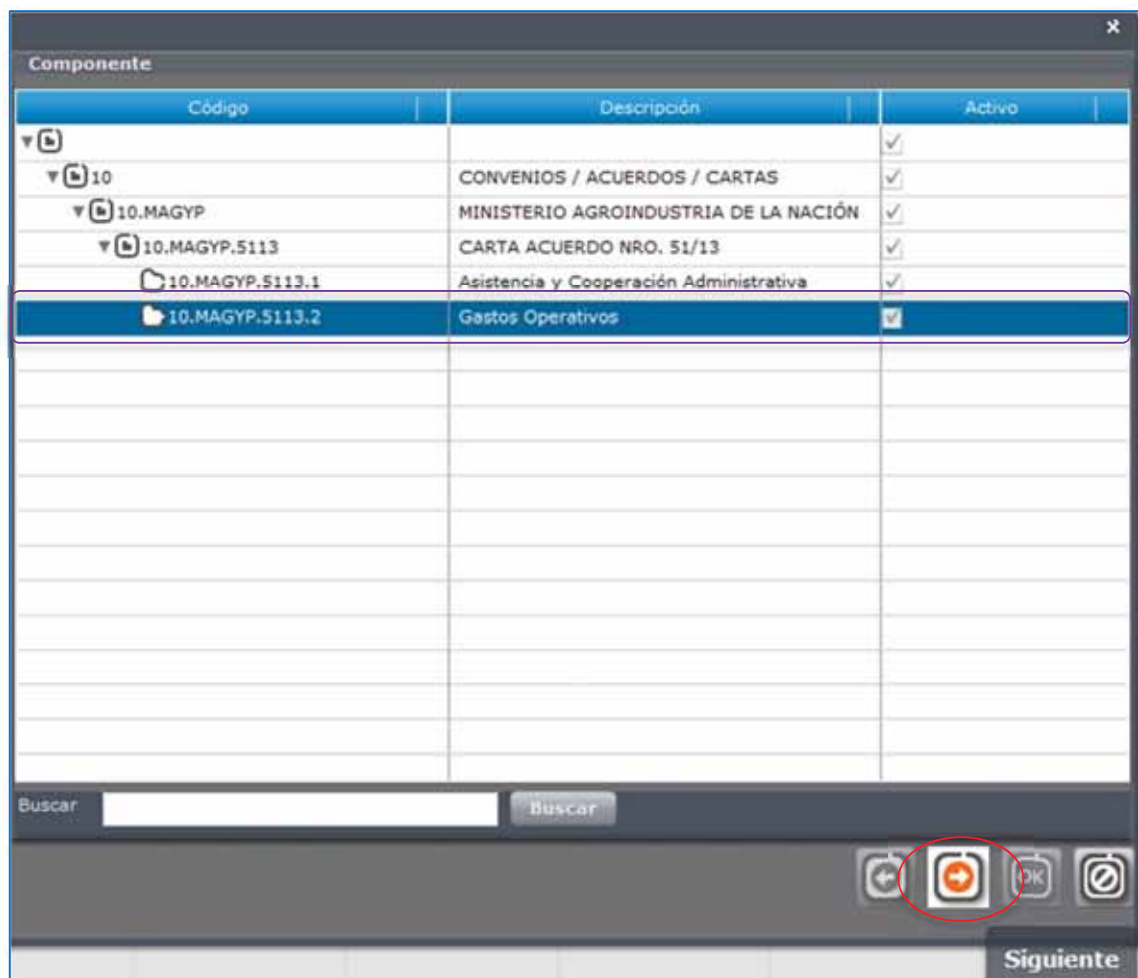 Componente
Código Descripción Activo
10 CONVENIOS / ACUERDOS / CARTAS
10.MAGYP MINISTERIO AGROINDUSTRIA DE LA NACIÓN
10.MAGYP.5113 CARTA ACUERDO NRO. 51/13
10.MAGYP.5113.1 Asistencia y Cooperación Administrativa
10.MAGYP.5113.2 Gastos Operativos
Buscar Buscar
OK
Siguiente